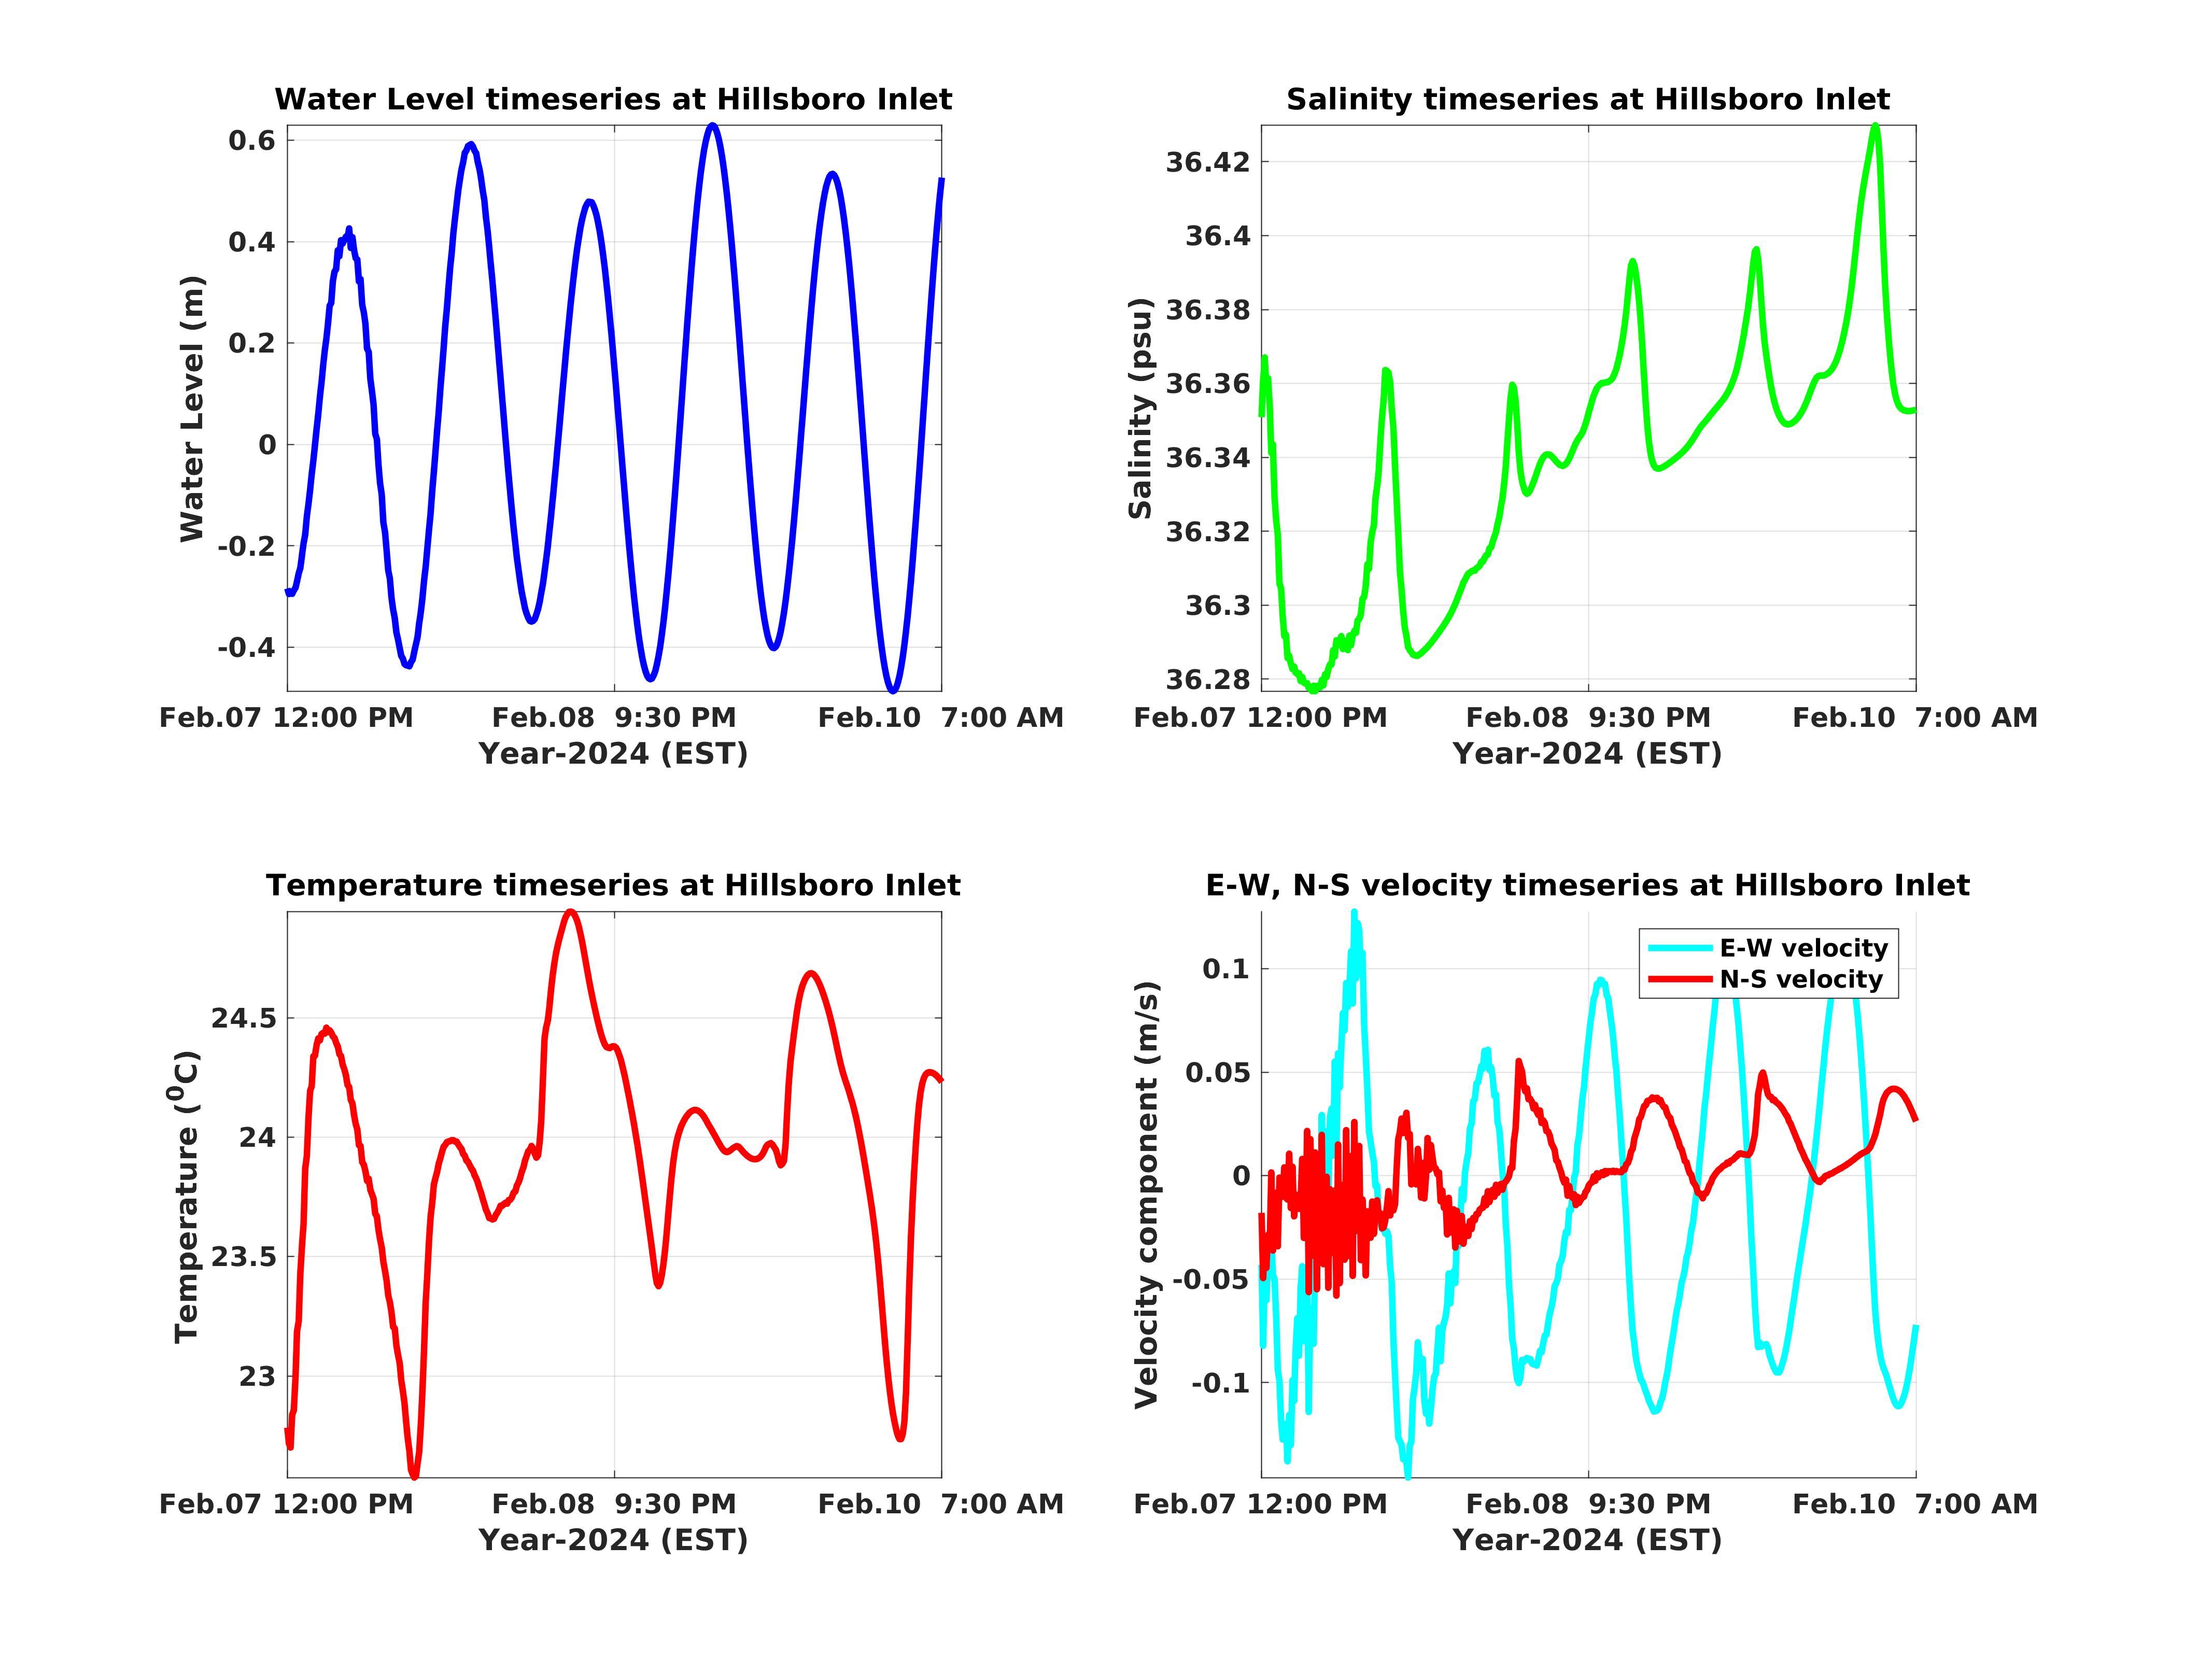 Water Level timeseries at Hillsboro Inlet
0.6
0.4
0.2
0
-0.2
-0.4
Water Level (m)
Feb.07 12:00 PM Feb.08 9:30 PM Feb.10 7:00 AM
Year-2024 (EST)
Salinity timeseries at Hillsboro Inlet
36.42
36.4
36.38
36.36
36.34
36.32
36.3
36.28
Salinity (psu)
Feb.07 12:00 PM Feb.08 9:30 PM Feb.10 7:00 AM
Year-2024 (EST)
Temperature timeseries at Hillsboro Inlet
24.5
24
23.5
23
Temperature (⁰C)
Feb.07 12:00 PM Feb.08 9:30 PM Feb.10 7:00 AM
Year-2024 (EST)
E-W, N-S velocity timeseries at Hillsboro Inlet
E-W velocity
N-S velocity
0.1
0.05
0
-0.05
-0.1
Velocity component (m/s)
Feb.07 12:00 PM Feb.08 9:30 PM Feb.10 7:00 AM
Year-2024 (EST)